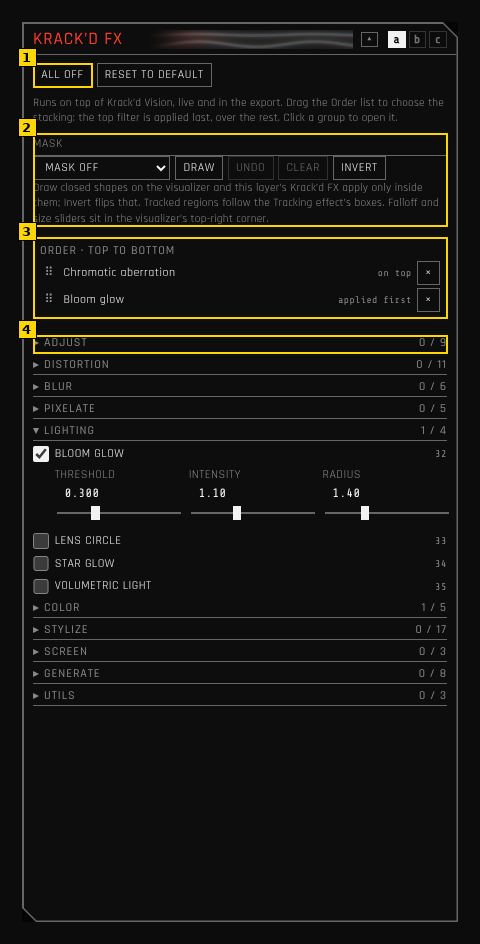 KRACK'D FX
a b c
1
ALL OFF RESET TO DEFAULT
Runs on top of Krack'd Vision, live and in the export. Drag the Order list to choose the
stacking; the top filter is applied last, over the rest. Click a group to open it.
2
MASK
MASK OFF DRAW UNDO CLEAR INVERT
Draw closed shapes on the visualizer and this layer's Krack'd FX apply only inside
them; Invert flips that. Tracked regions follow the Tracking effect's boxes. Falloff and
size sliders sit in the visualizer's top-right corner.
3
ORDER · TOP TO BOTTOM
Chromatic aberration on top ×
Bloom glow applied first ×
4
ADJUST 0 / 9
DISTORTION 0 / 11
BLUR 0 / 6
PIXELATE 0 / 5
LIGHTING 1 / 4
BLOOM GLOW 32
THRESHOLD INTENSITY RADIUS
0.300 1.10 1.40
LENS CIRCLE 33
STAR GLOW 34
VOLUMETRIC LIGHT 35
COLOR 1 / 5
STYLIZE 0 / 17
SCREEN 0 / 3
GENERATE 0 / 8
UTILS 0 / 3